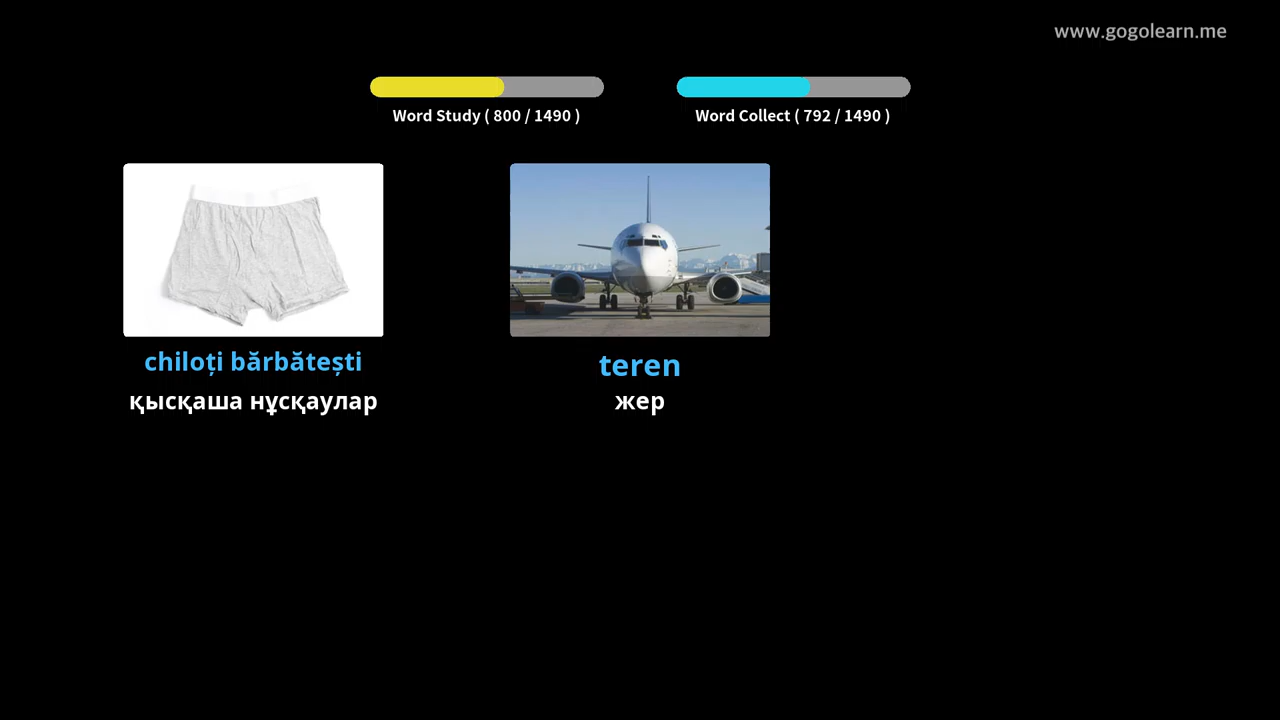 www.gogolearn.me
Word Study ( 800 / 1490 )
Word Collect ( 792 / 1490 )
chiloți bărbătești
қысқаша нұсқаулар
teren
жер